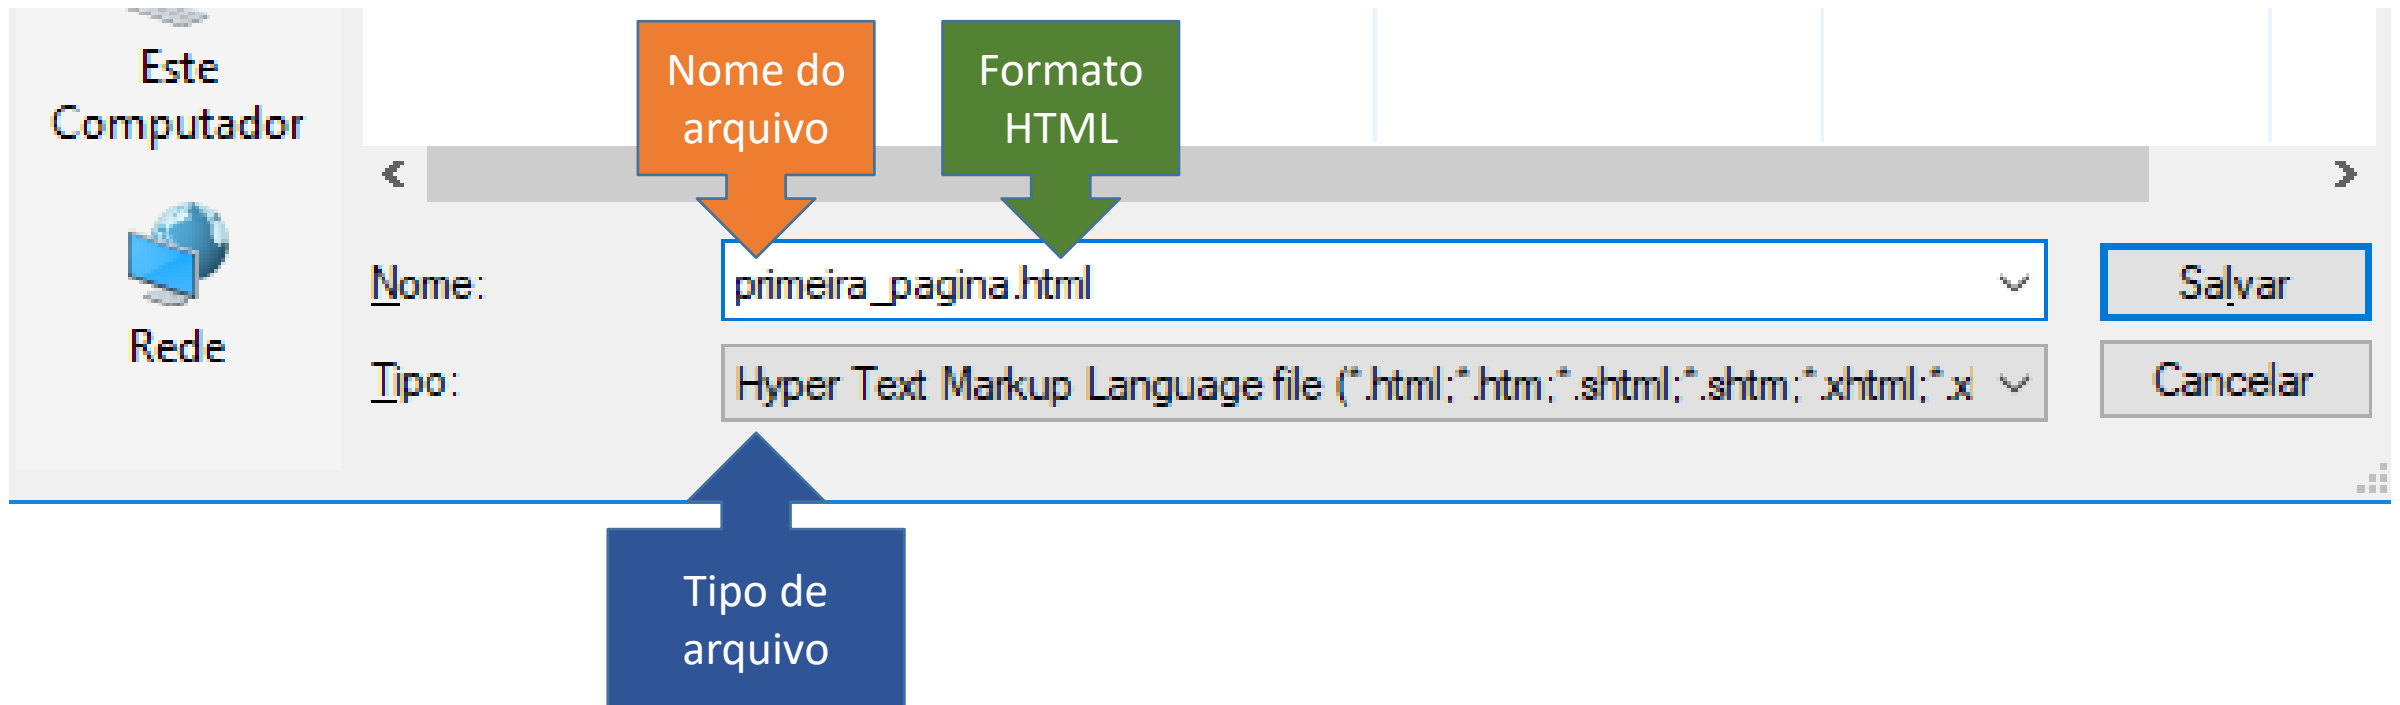 Este
Computador
Rede
Nome do
arquivo
Formato
HTML
Nome:
primeira_pagina.html
Salvar
Tipo:
Hyper Text Markup Language file (*.html;*.htm;*.shtml;*.shtm;*.xhtml;*.x
Cancelar
Tipo de
arquivo